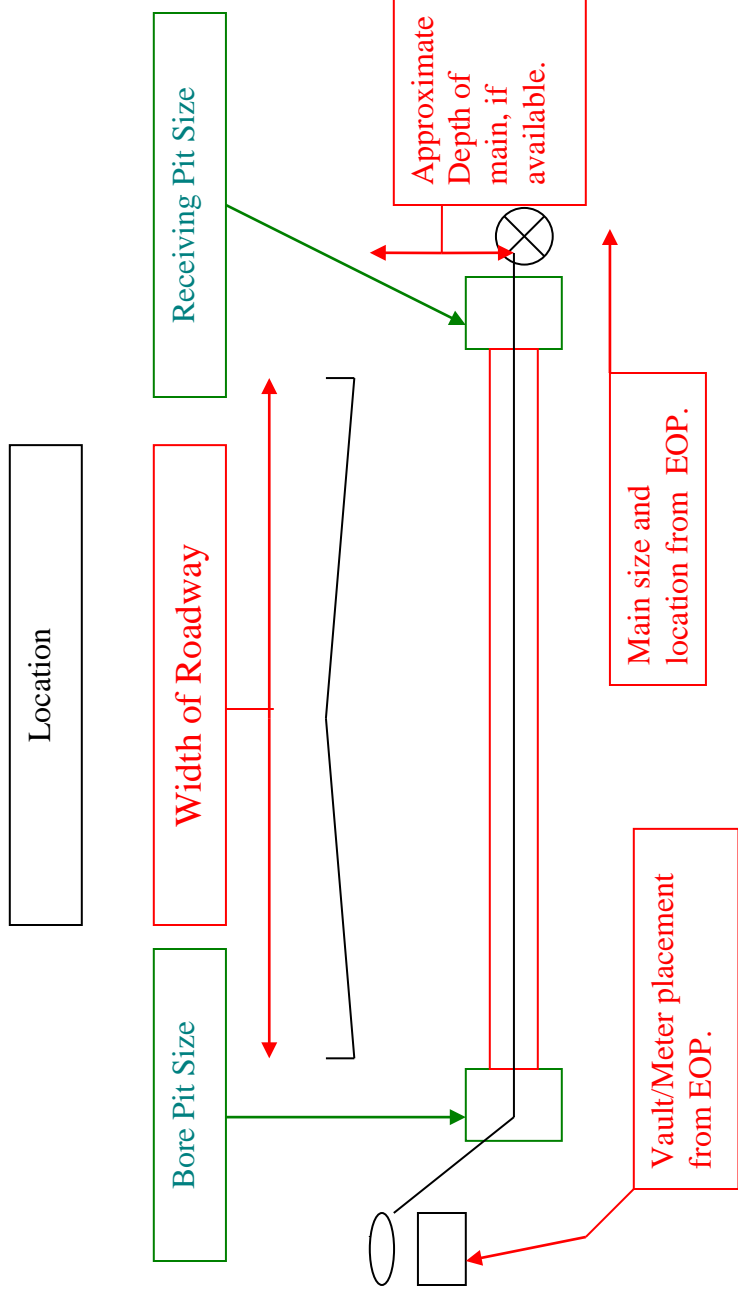 Location
Bore Pit Size
Width of Roadway
Receiving Pit Size
Approximate
Depth of
main, if
available.
Vault/Meter placement
from EOP.
Main size and
location from EOP.